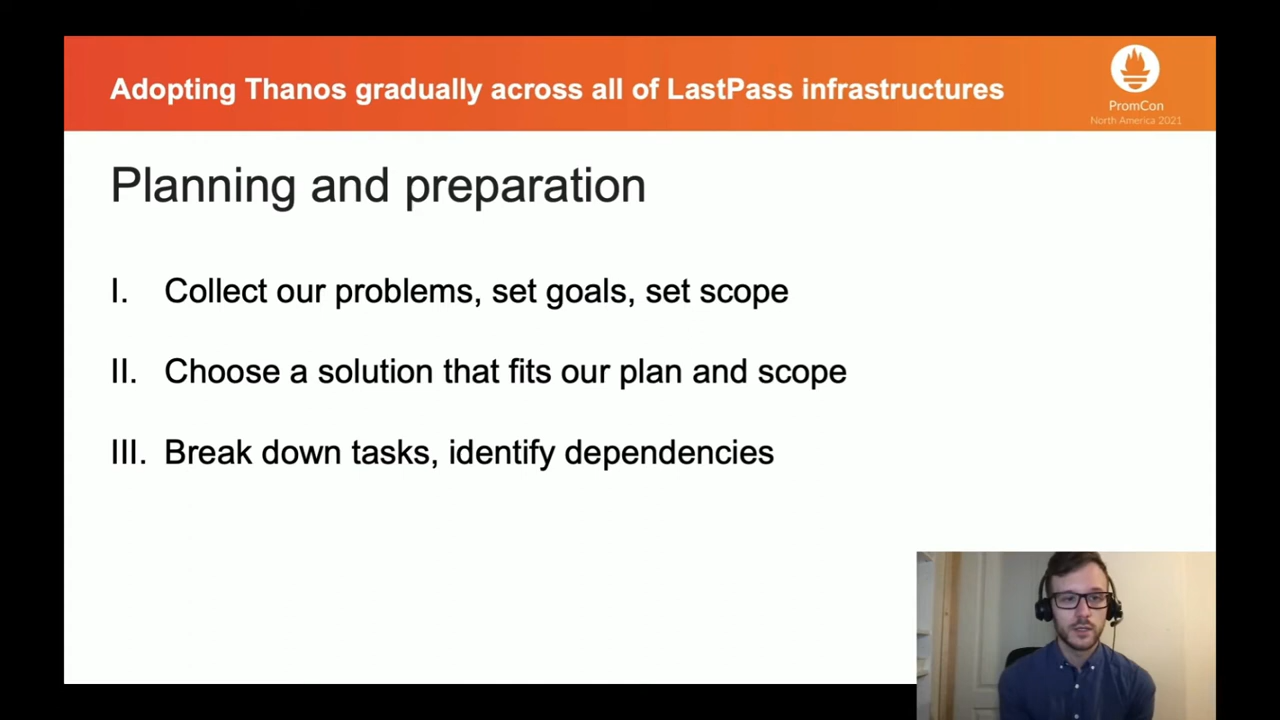 Adopting Thanos gradually across all of LastPass infrastructures
PromCon
North America 2021
Planning and preparation
I. Collect our problems, set goals, set scope
II. Choose a solution that fits our plan and scope
III. Break down tasks, identify dependencies